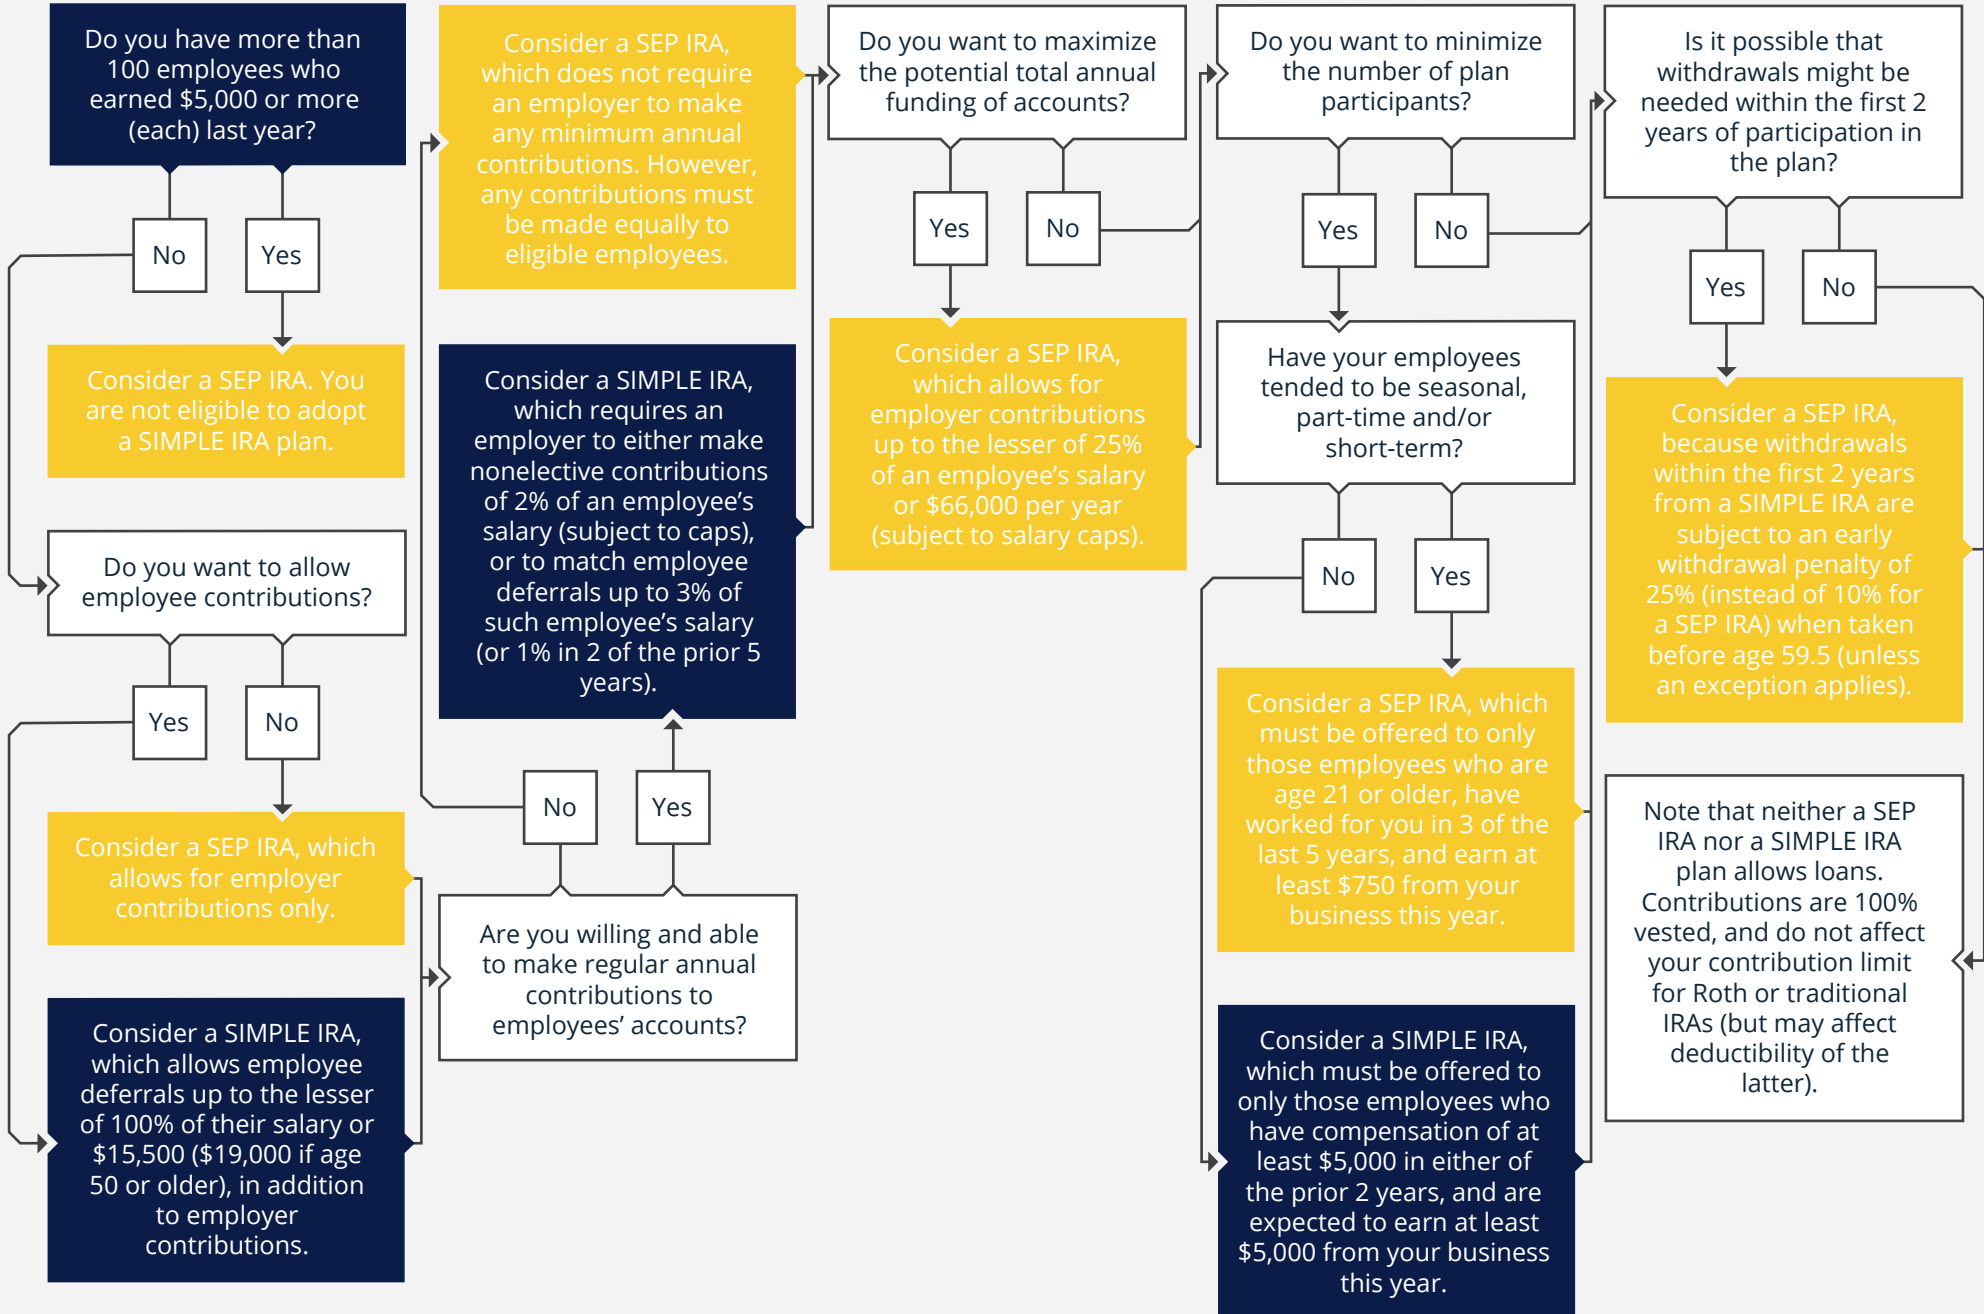 Do you have more than
100 employees who
earned $5,000 or more
(each) last year?
No
Yes
Consider a SEP IRA. You
are not eligible to adopt
a SIMPLE IRA plan.
Do you want to allow
employee contributions?
Yes
No
Consider a SEP IRA, which
allows for employer
contributions only.
Consider a SIMPLE IRA,
which allows employee
deferrals up to the lesser
of 100% of their salary or
$15,500 ($19,000 if age
50 or older), in addition
to employer
contributions.
Consider a SEP IRA,
which does not require
an employer to make
any minimum annual
contributions. However,
any contributions must
be made equally to
eligible employees.
Consider a SIMPLE IRA,
which requires an
employer to either make
nonelective contributions
of 2% of an employee’s
salary (subject to caps),
or to match employee
deferrals up to 3% of
such employee’s salary
(or 1% in 2 of the prior 5
years).
No
Yes
Are you willing and able
to make regular annual
contributions to
employees’ accounts?
Do you want to maximize
the potential total annual
funding of accounts?
Yes
No
Consider a SEP IRA,
which allows for
employer contributions
up to the lesser of 25%
of an employee’s salary
or $66,000 per year
(subject to salary caps).
Do you want to minimize
the number of plan
participants?
Yes
No
Have your employees
tended to be seasonal,
part-time and/or
short-term?
No
Yes
Consider a SEP IRA, which
must be offered to only
those employees who are
age 21 or older, have
worked for you in 3 of the
last 5 years, and earn at
least $750 from your
business this year.
Consider a SIMPLE IRA,
which must be offered to
only those employees who
have compensation of at
least $5,000 in either of
the prior 2 years, and are
expected to earn at least
$5,000 from your business
this year.
Is it possible that
withdrawals might be
needed within the first 2
years of participation in
the plan?
Yes
No
Consider a SEP IRA,
because withdrawals
within the first 2 years
from a SIMPLE IRA are
subject to an early
withdrawal penalty of
25% (instead of 10% for
a SEP IRA) when taken
before age 59.5 (unless
an exception applies).
Note that neither a SEP
IRA nor a SIMPLE IRA
plan allows loans.
Contributions are 100%
vested, and do not affect
your contribution limit
for Roth or traditional
IRAs (but may affect
deductibility of the
latter).